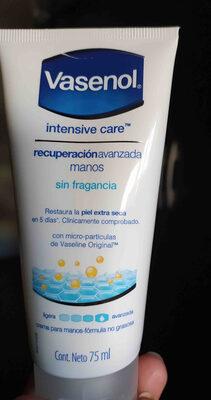 Vasenol.
intensive care™
recuperación avanzada
manos
sin fragancia
Restaura la piel extra seca
en 5 días*. Clínicamente comprobado.
con micro-partículas
de Vaseline Original™
ligera avanzada
crema para manos-fórmula no grasosa
Cont. Neto 75 ml